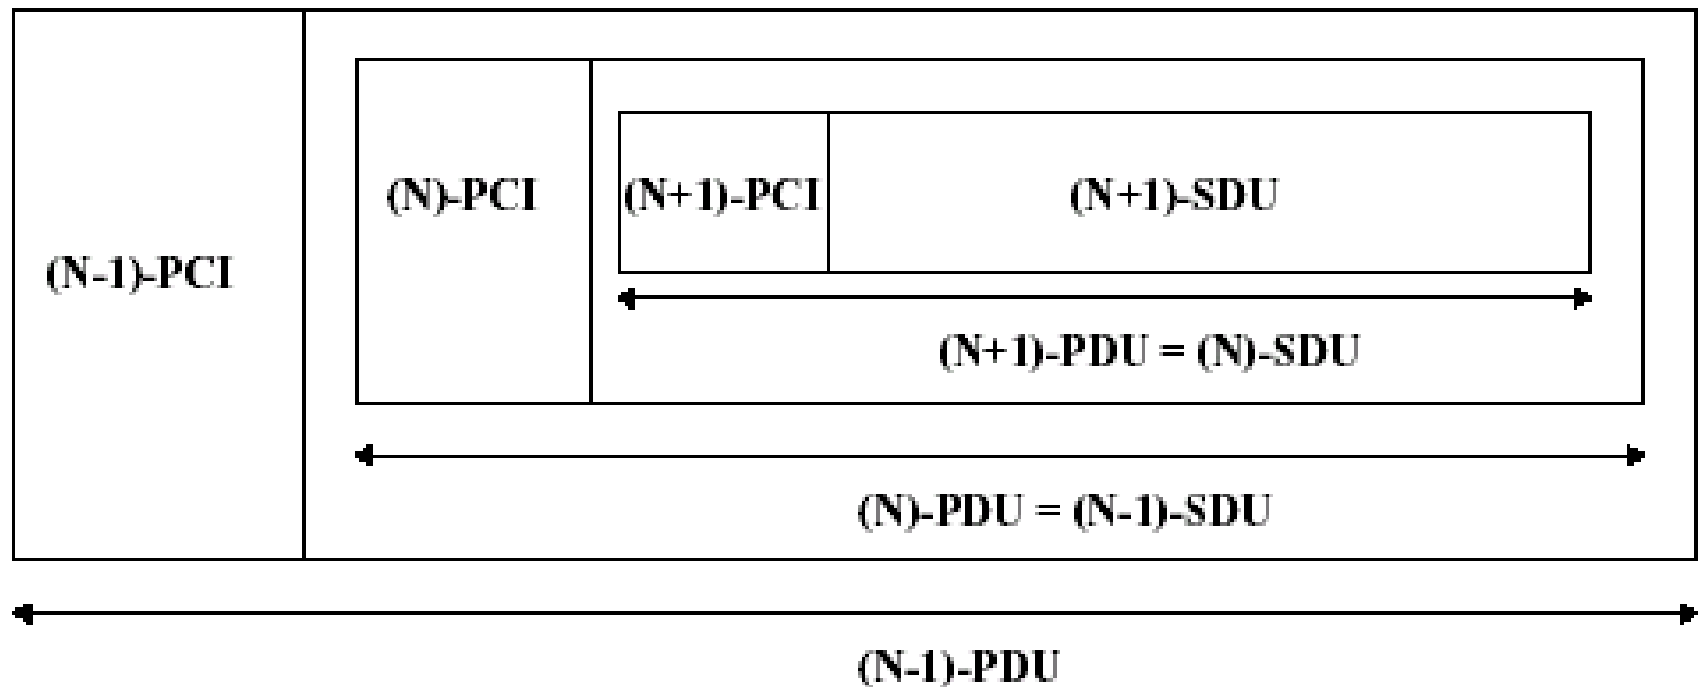 (N)-PCI
(N+1)-PCI
(N+1)-SDU
(N-1)-PCI
(N+1)-PDU = (N)-SDU
(N)-PDU = (N-1)-SDU
(N-1)-PDU